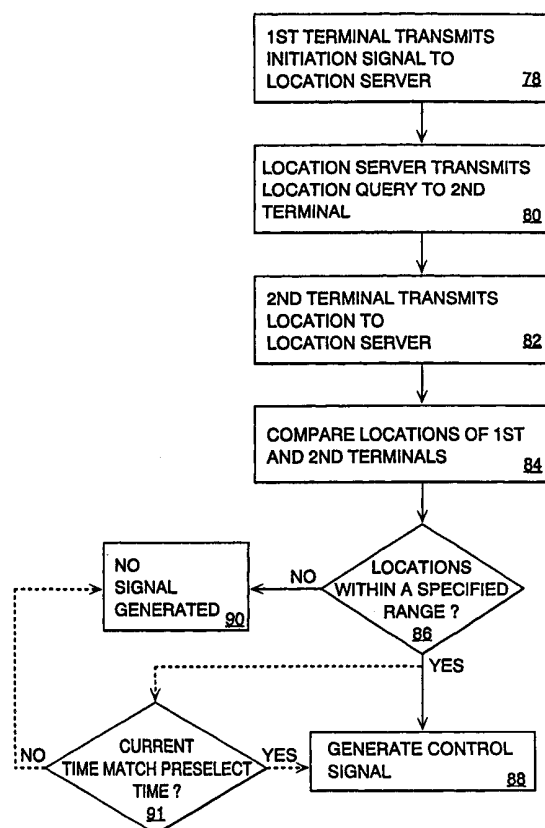 1ST TERMINAL TRANSMITS
INITIATION SIGNAL TO
LOCATION SERVER
78
LOCATION SERVER TRANSMITS
LOCATION QUERY TO 2ND
TERMINAL
80
2ND TERMINAL TRANSMITS
LOCATION TO
LOCATION SERVER
82
COMPARE LOCATIONS OF 1ST
AND 2ND TERMINALS
84
NO
SIGNAL
GENERATED
90
NO
LOCATIONS
WITHIN A SPECIFIED
RANGE ?
86
YES
NO
CURRENT
TIME MATCH PRESELECT
TIME ?
91
YES
GENERATE CONTROL
SIGNAL
88